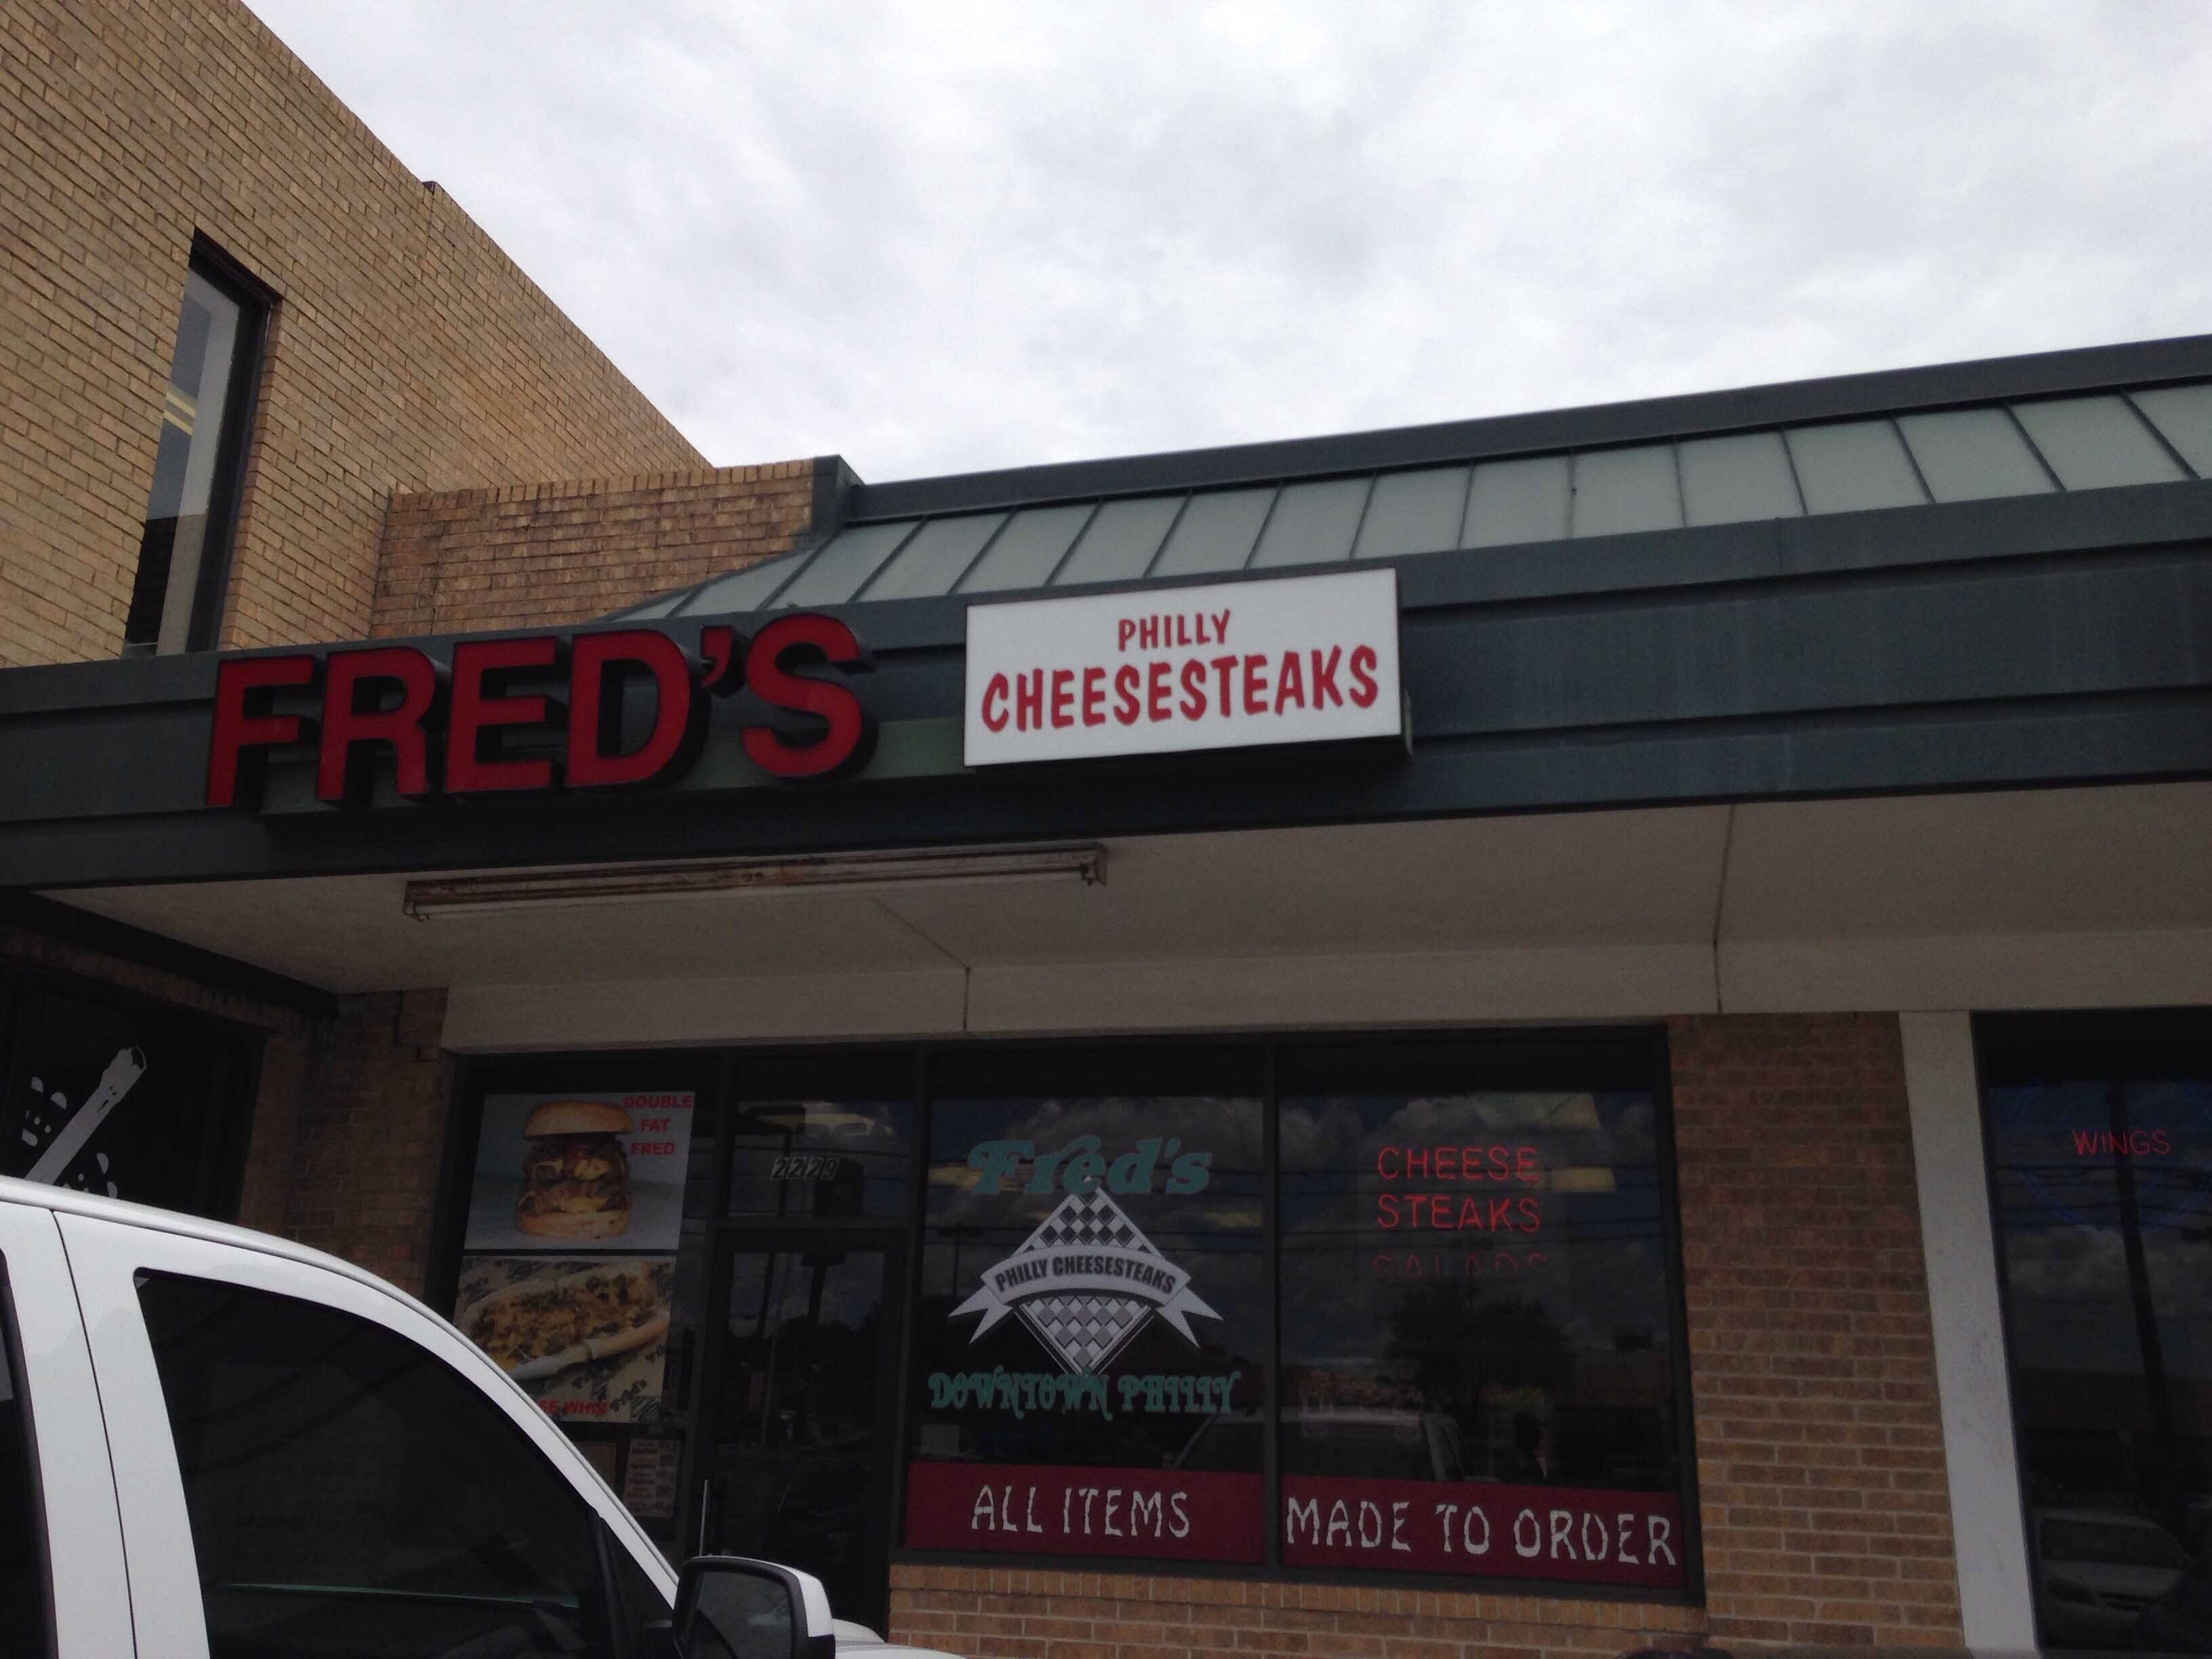 FRED'S
PHILLY
CHEESESTEAKS
DOUBLE
FAT
FRED
2229
Fred's
PHILLY CHEESESTEAKS
DOWNTOWN PHILLY
CHEESE
STEAKS
SALADS
WINGS
ALL ITEMS
MADE TO ORDER